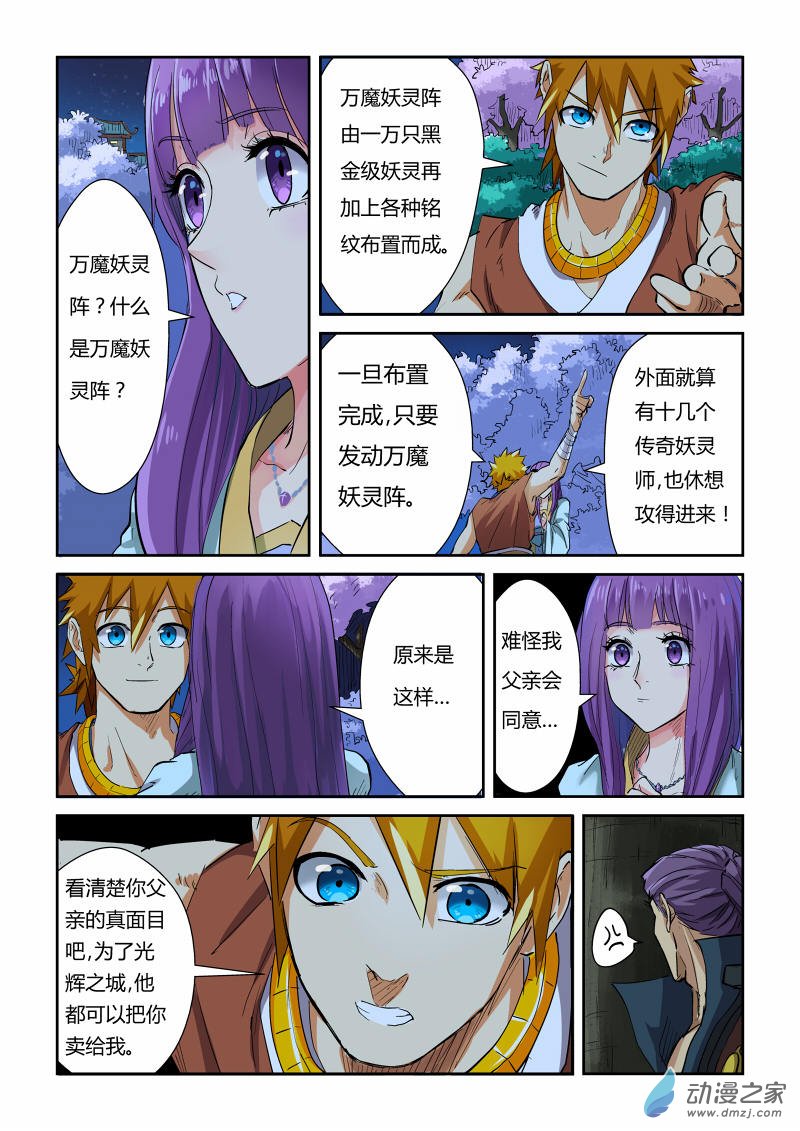 万魔妖灵
阵？什么
是万魔妖
灵阵？
万魔妖灵阵
由一万只黑
金级妖灵再
加上各种铭
纹布置而成。
一旦布置
完成,只要
发动万魔
妖灵阵。
外面就算
有十几个
传奇妖灵
师,也休想
攻得进来！
原来是
这样...
难怪我
父亲会
同意...
看清楚你父
亲的真面目
吧,为了光
辉之城,他
都可以把你
卖给我。
动漫之家
www.dmzj.com